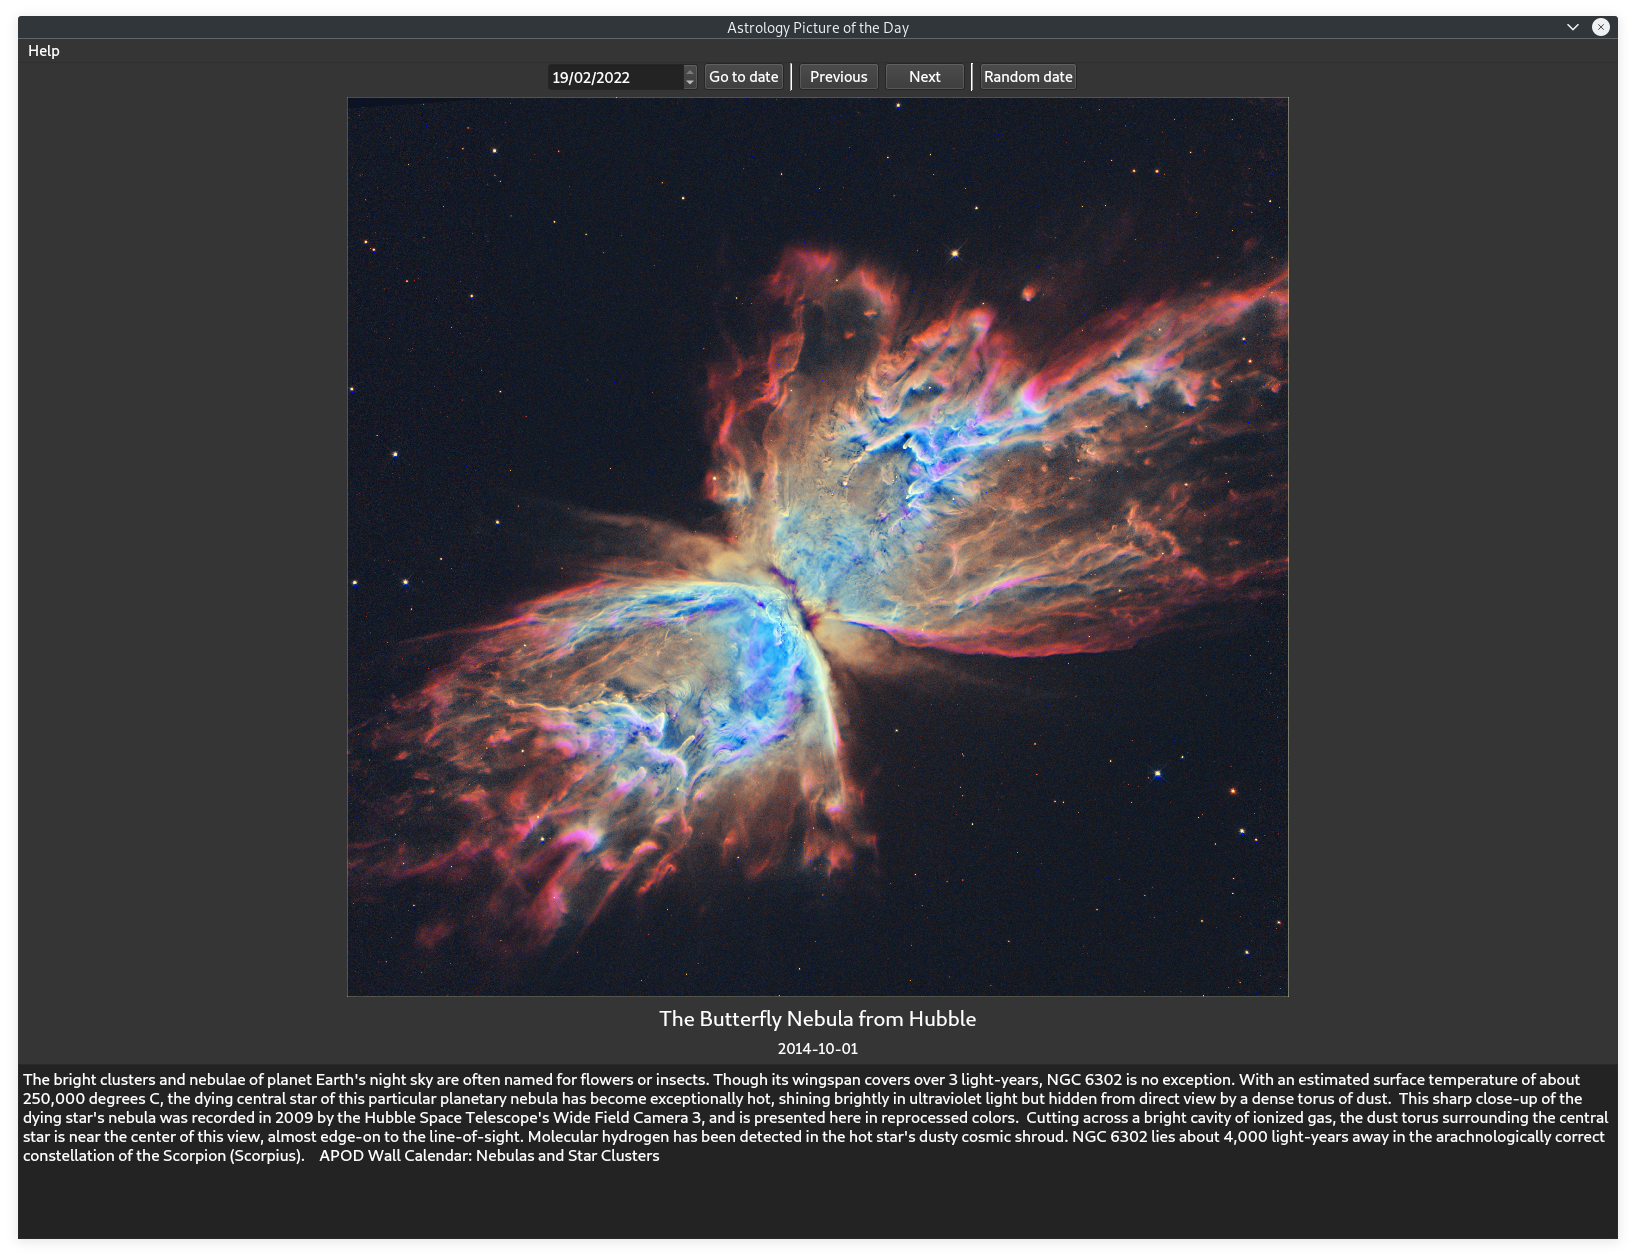 Astrology Picture of the Day
Help
19/02/2022 Go to date Previous Next Random date
The Butterfly Nebula from Hubble
2014-10-01
The bright clusters and nebulae of planet Earth's night sky are often named for flowers or insects. Though its wingspan covers over 3 light-years, NGC 6302 is no exception. With an estimated surface temperature of about
250,000 degrees C, the dying central star of this particular planetary nebula has become exceptionally hot, shining brightly in ultraviolet light but hidden from direct view by a dense torus of dust.  This sharp close-up of the
dying star's nebula was recorded in 2009 by the Hubble Space Telescope's Wide Field Camera 3, and is presented here in reprocessed colors.  Cutting across a bright cavity of ionized gas, the dust torus surrounding the central
star is near the center of this view, almost edge-on to the line-of-sight. Molecular hydrogen has been detected in the hot star's dusty cosmic shroud. NGC 6302 lies about 4,000 light-years away in the arachnologically correct
constellation of the Scorpion (Scorpius).    APOD Wall Calendar: Nebulas and Star Clusters